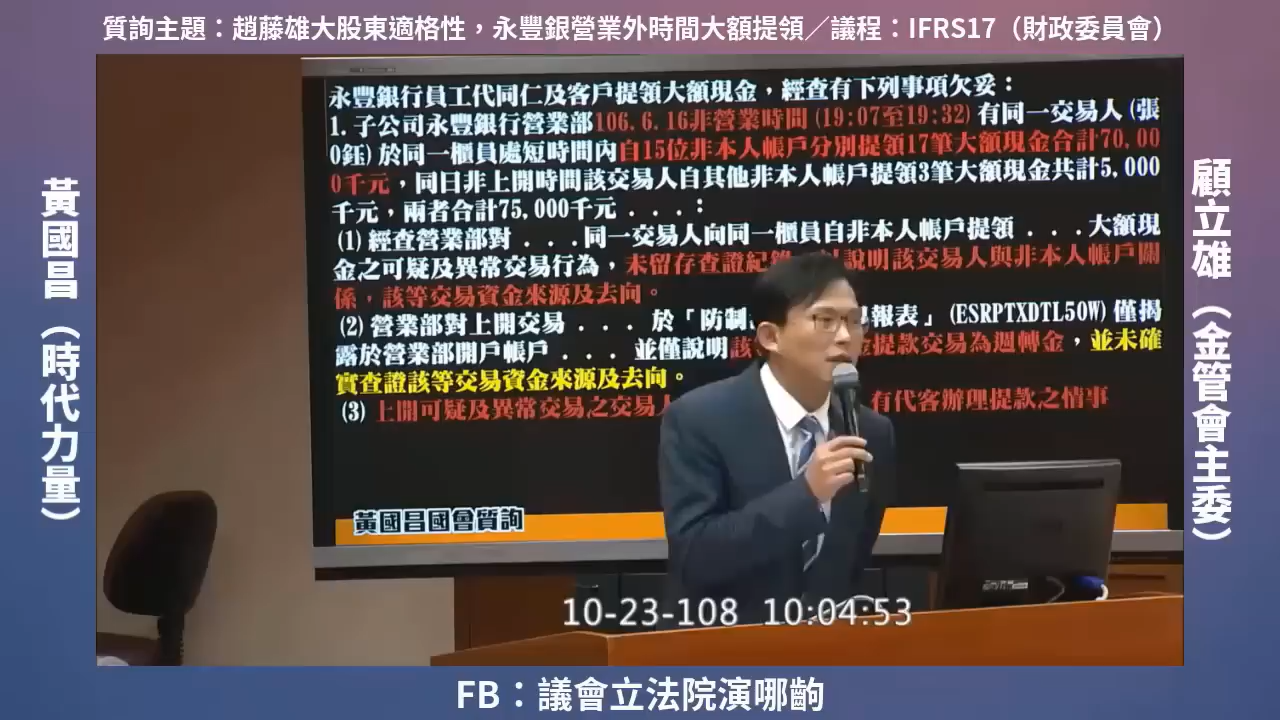 質詢主題：趙藤雄大股東適格性，永豐銀營業外時間大額提領／議程：IFRS17（財政委員會）
黃國昌（時代力量）
永豐銀行員工代同仁及客戶提領大額現金，經查有下列事項欠妥：
1. 子公司永豐銀行營業部106.6.16非營業時間 (19:07至19:32) 有同一交易人 (張
0鈺) 於同一櫃員處短時間內自15位非本人帳戶分別提領17筆大額現金合計70,00
0千元，同日非上開時間該交易人自其他非本人帳戶提領3筆大額現金共計5,000
千元，兩者合計75,000千元 . . . ：
(1) 經查營業部對 . . . 同一交易人向同一櫃員自非本人帳戶提領 . . . 大額現
金之可疑及異常交易行為，未留存查證紀錄 說明該交易人與非本人帳戶關
係，該等交易資金來源及去向。
(2) 營業部對上開交易 . . . 於「防制 報表」 (ESRPTXDTL50W) 僅揭
露於營業部開戶帳戶 . . . 並僅說明該 金提款交易為週轉金，並未確
實查證該等交易資金來源及去向。
(3) 上開可疑及異常交易之交易人 有代客辦理提款之情事
黃國昌國會質詢
10-23-108 10:04:53
顧立雄（金管會主委）
FB：議會立法院演哪齣